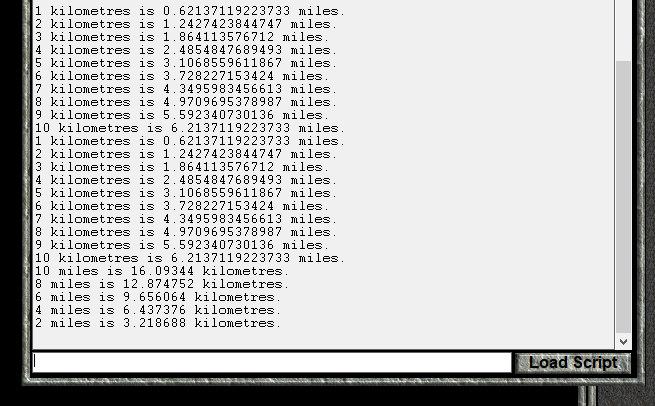 1 kilometres is 0.62137119223733 miles.
2 kilometres is 1.2427423844747 miles.
3 kilometres is 1.864113576712 miles.
4 kilometres is 2.4854847689493 miles.
5 kilometres is 3.1068559611867 miles.
6 kilometres is 3.728227153424 miles.
7 kilometres is 4.3495983456613 miles.
8 kilometres is 4.9709695378987 miles.
9 kilometres is 5.592340730136 miles.
10 kilometres is 6.2137119223733 miles.
1 kilometres is 0.62137119223733 miles.
2 kilometres is 1.2427423844747 miles.
3 kilometres is 1.864113576712 miles.
4 kilometres is 2.4854847689493 miles.
5 kilometres is 3.1068559611867 miles.
6 kilometres is 3.728227153424 miles.
7 kilometres is 4.3495983456613 miles.
8 kilometres is 4.9709695378987 miles.
9 kilometres is 5.592340730136 miles.
10 kilometres is 6.2137119223733 miles.
10 miles is 16.09344 kilometres.
8 miles is 12.874752 kilometres.
6 miles is 9.656064 kilometres.
4 miles is 6.437376 kilometres.
2 miles is 3.218688 kilometres.
Load Script